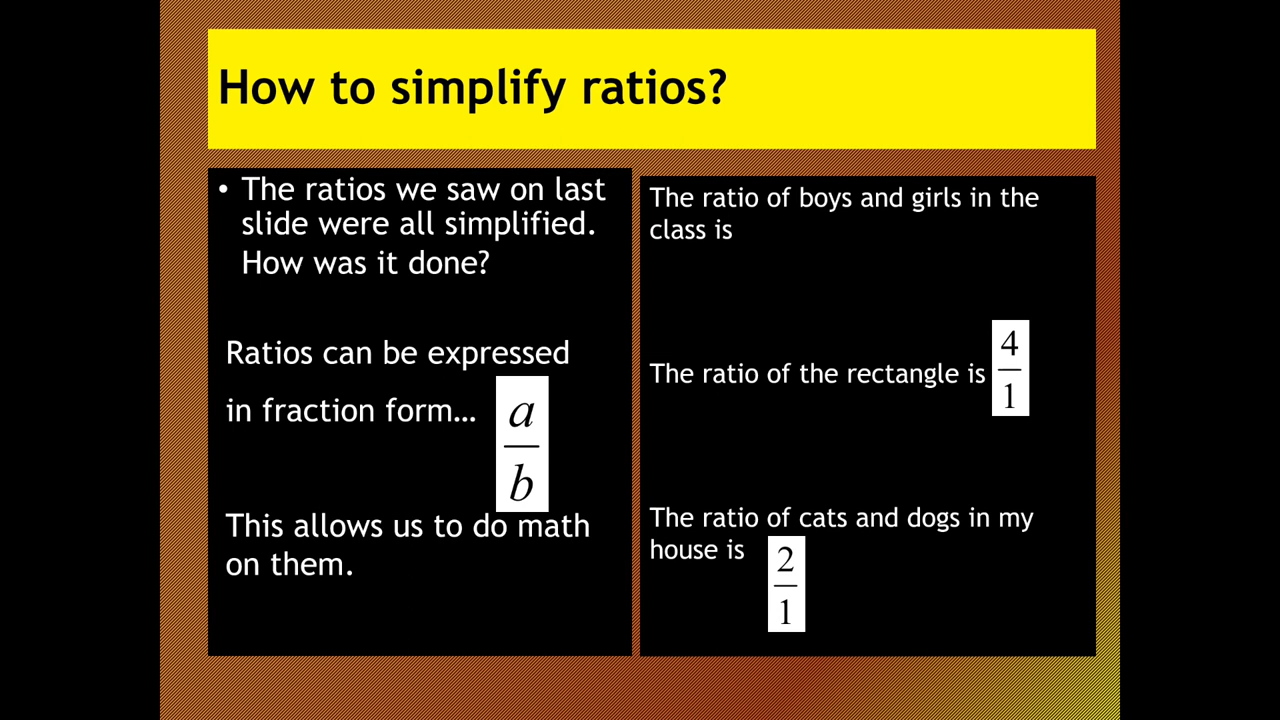 How to simplify ratios?
• The ratios we saw on last
slide were all simplified.
How was it done?
Ratios can be expressed
in fraction form…
a
b
This allows us to do math
on them.
The ratio of boys and girls in the
class is
The ratio of the rectangle is
4
1
The ratio of cats and dogs in my
house is
2
1